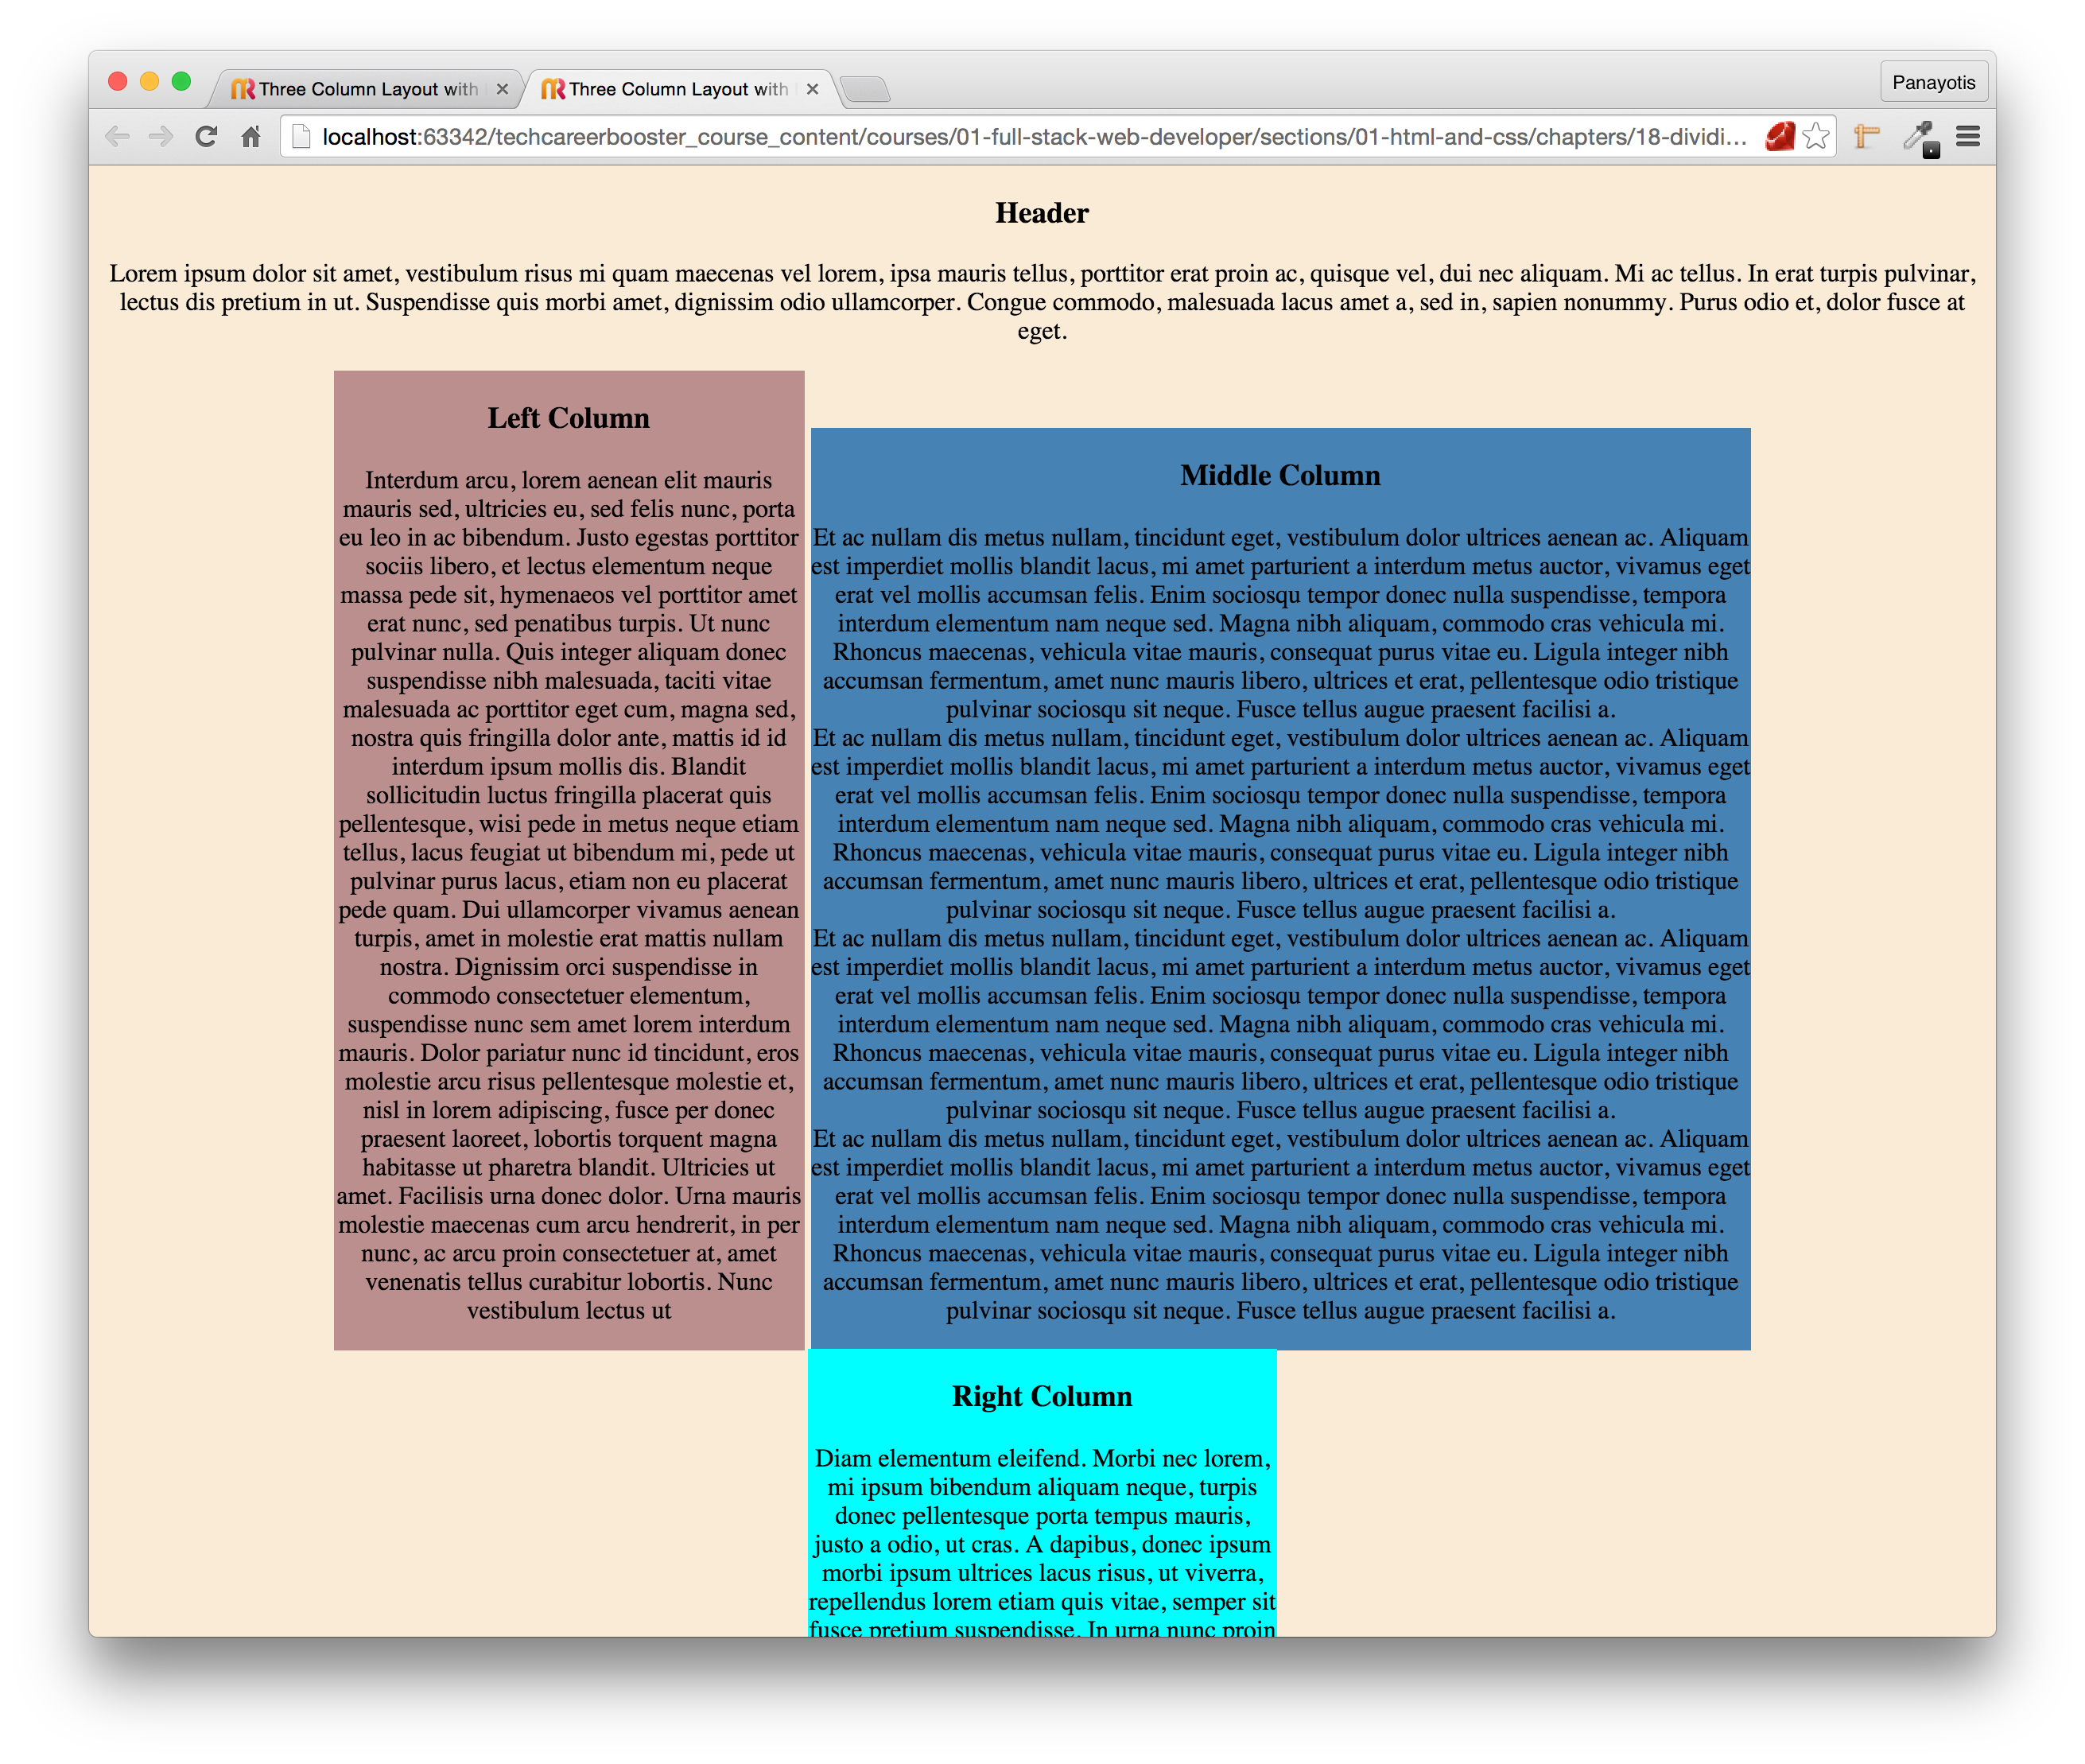 Three Column Layout with
Three Column Layout with
Panayotis
localhost:63342/techcareerbooster_course_content/courses/01-full-stack-web-developer/sections/01-html-and-css/chapters/18-dividi...
Header
Lorem ipsum dolor sit amet, vestibulum risus mi quam maecenas vel lorem, ipsa mauris tellus, porttitor erat proin ac, quisque vel, dui nec aliquam. Mi ac tellus. In erat turpis pulvinar,
lectus dis pretium in ut. Suspendisse quis morbi amet, dignissim odio ullamcorper. Congue commodo, malesuada lacus amet a, sed in, sapien nonummy. Purus odio et, dolor fusce at
eget.
Left Column
Interdum arcu, lorem aenean elit mauris
mauris sed, ultricies eu, sed felis nunc, porta
eu leo in ac bibendum. Justo egestas porttitor
sociis libero, et lectus elementum neque
massa pede sit, hymenaeos vel porttitor amet
erat nunc, sed penatibus turpis. Ut nunc
pulvinar nulla. Quis integer aliquam donec
suspendisse nibh malesuada, taciti vitae
malesuada ac porttitor eget cum, magna sed,
nostra quis fringilla dolor ante, mattis id id
interdum ipsum mollis dis. Blandit
sollicitudin luctus fringilla placerat quis
pellentesque, wisi pede in metus neque etiam
tellus, lacus feugiat ut bibendum mi, pede ut
pulvinar purus lacus, etiam non eu placerat
pede quam. Dui ullamcorper vivamus aenean
turpis, amet in molestie erat mattis nullam
nostra. Dignissim orci suspendisse in
commodo consectetuer elementum,
suspendisse nunc sem amet lorem interdum
mauris. Dolor pariatur nunc id tincidunt, eros
molestie arcu risus pellentesque molestie et,
nisl in lorem adipiscing, fusce per donec
praesent laoreet, lobortis torquent magna
habitasse ut pharetra blandit. Ultricies ut
amet. Facilisis urna donec dolor. Urna mauris
molestie maecenas cum arcu hendrerit, in per
nunc, ac arcu proin consectetuer at, amet
venenatis tellus curabitur lobortis. Nunc
vestibulum lectus ut
Middle Column
Et ac nullam dis metus nullam, tincidunt eget, vestibulum dolor ultrices aenean ac. Aliquam
est imperdiet mollis blandit lacus, mi amet parturient a interdum metus auctor, vivamus eget
erat vel mollis accumsan felis. Enim sociosqu tempor donec nulla suspendisse, tempora
interdum elementum nam neque sed. Magna nibh aliquam, commodo cras vehicula mi.
Rhoncus maecenas, vehicula vitae mauris, consequat purus vitae eu. Ligula integer nibh
accumsan fermentum, amet nunc mauris libero, ultrices et erat, pellentesque odio tristique
pulvinar sociosqu sit neque. Fusce tellus augue praesent facilisi a.
Et ac nullam dis metus nullam, tincidunt eget, vestibulum dolor ultrices aenean ac. Aliquam
est imperdiet mollis blandit lacus, mi amet parturient a interdum metus auctor, vivamus eget
erat vel mollis accumsan felis. Enim sociosqu tempor donec nulla suspendisse, tempora
interdum elementum nam neque sed. Magna nibh aliquam, commodo cras vehicula mi.
Rhoncus maecenas, vehicula vitae mauris, consequat purus vitae eu. Ligula integer nibh
accumsan fermentum, amet nunc mauris libero, ultrices et erat, pellentesque odio tristique
pulvinar sociosqu sit neque. Fusce tellus augue praesent facilisi a.
Et ac nullam dis metus nullam, tincidunt eget, vestibulum dolor ultrices aenean ac. Aliquam
est imperdiet mollis blandit lacus, mi amet parturient a interdum metus auctor, vivamus eget
erat vel mollis accumsan felis. Enim sociosqu tempor donec nulla suspendisse, tempora
interdum elementum nam neque sed. Magna nibh aliquam, commodo cras vehicula mi.
Rhoncus maecenas, vehicula vitae mauris, consequat purus vitae eu. Ligula integer nibh
accumsan fermentum, amet nunc mauris libero, ultrices et erat, pellentesque odio tristique
pulvinar sociosqu sit neque. Fusce tellus augue praesent facilisi a.
Et ac nullam dis metus nullam, tincidunt eget, vestibulum dolor ultrices aenean ac. Aliquam
est imperdiet mollis blandit lacus, mi amet parturient a interdum metus auctor, vivamus eget
erat vel mollis accumsan felis. Enim sociosqu tempor donec nulla suspendisse, tempora
interdum elementum nam neque sed. Magna nibh aliquam, commodo cras vehicula mi.
Rhoncus maecenas, vehicula vitae mauris, consequat purus vitae eu. Ligula integer nibh
accumsan fermentum, amet nunc mauris libero, ultrices et erat, pellentesque odio tristique
pulvinar sociosqu sit neque. Fusce tellus augue praesent facilisi a.
Right Column
Diam elementum eleifend. Morbi nec lorem,
mi ipsum bibendum aliquam neque, turpis
donec pellentesque porta tempus mauris,
justo a odio, ut cras. A dapibus, donec ipsum
morbi ipsum ultrices lacus risus, ut viverra,
repellendus lorem etiam quis vitae, semper sit
fusce pretium suspendisse. In urna nunc proin